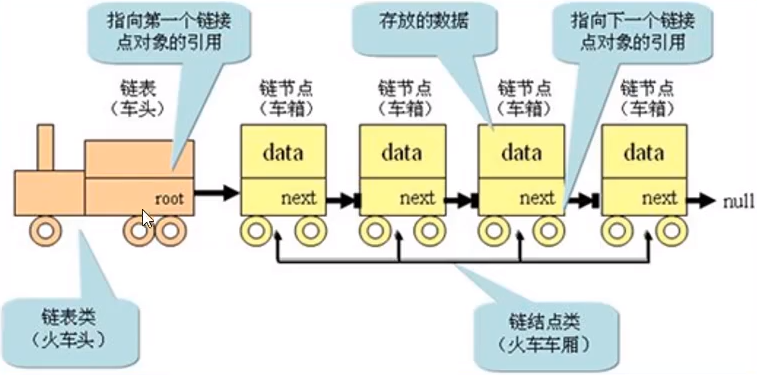 指向第一个链接
点对象的引用
存放的数据
指向下一个链接
点对象的引用
链表
（车头）
链节点
（车箱）
链节点
（车箱）
链节点
（车箱）
链节点
（车箱）
data
data
data
data
root
next
next
next
next
null
链表类
（火车头）
链结点类
（火车车厢）